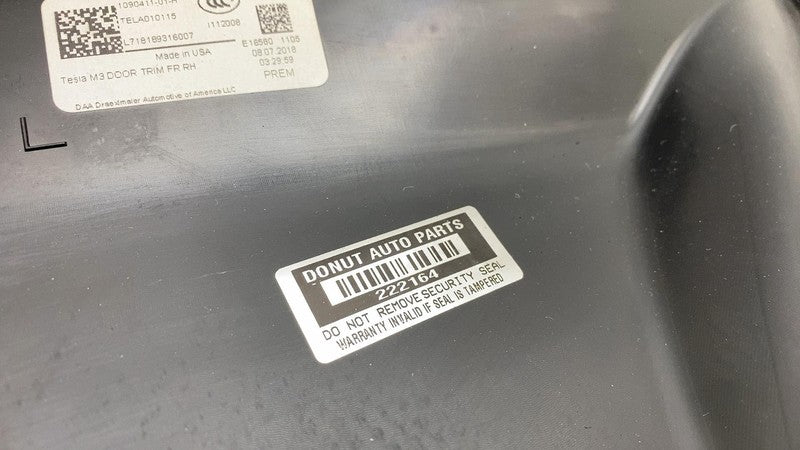 1090411-01-H
TELA010115
I112008
L718189316007
E18580 1105
Made in USA
08.07.2018
03:29:59
Tesla M3 DOOR TRIM FR RH
PREM
DAA Draexlmaier Automotive of America LLC
DONUT AUTO PARTS
222164
DO NOT REMOVE SECURITY SEAL
WARRANTY INVALID IF SEAL IS TAMPERED